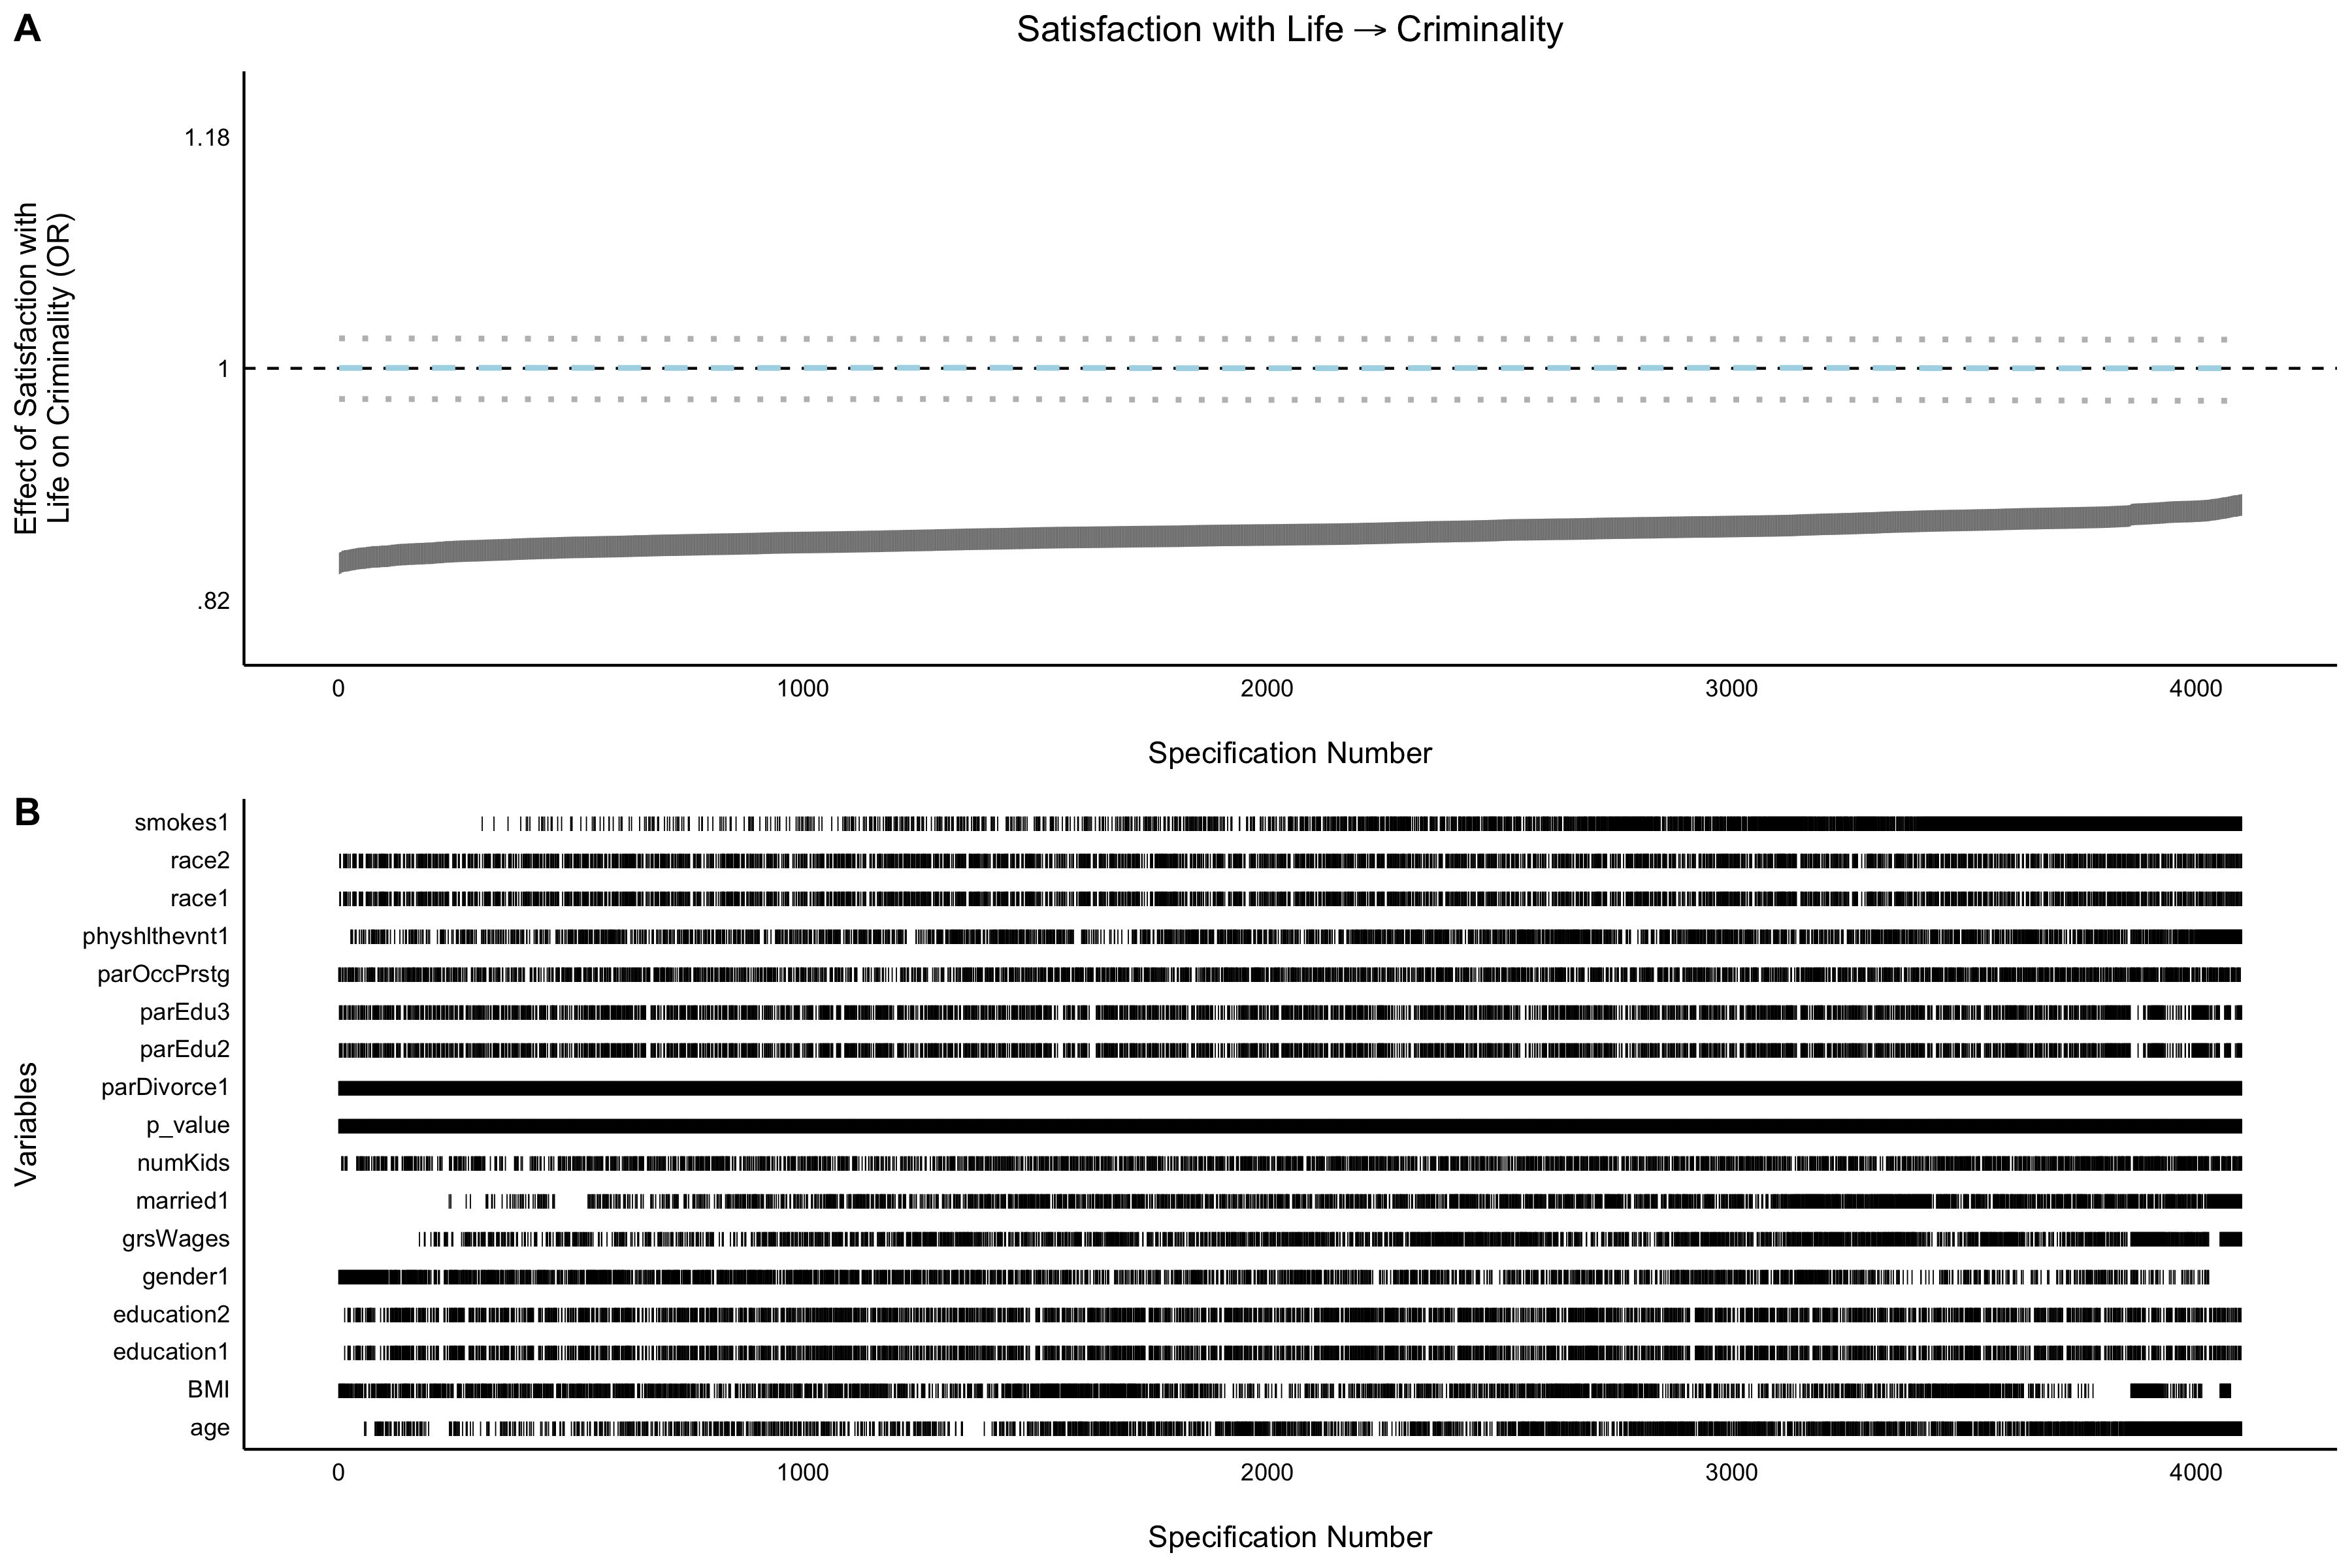 A
Satisfaction with Life → Criminality
Effect of Satisfaction with
Life on Criminality (OR)
1.18
1
.82
0 1000 2000 3000 4000
Specification Number
B
Variables
smokes1
race2
race1
physhlthevnt1
parOccPrstg
parEdu3
parEdu2
parDivorce1
p_value
numKids
married1
grsWages
gender1
education2
education1
BMI
age
0 1000 2000 3000 4000
Specification Number